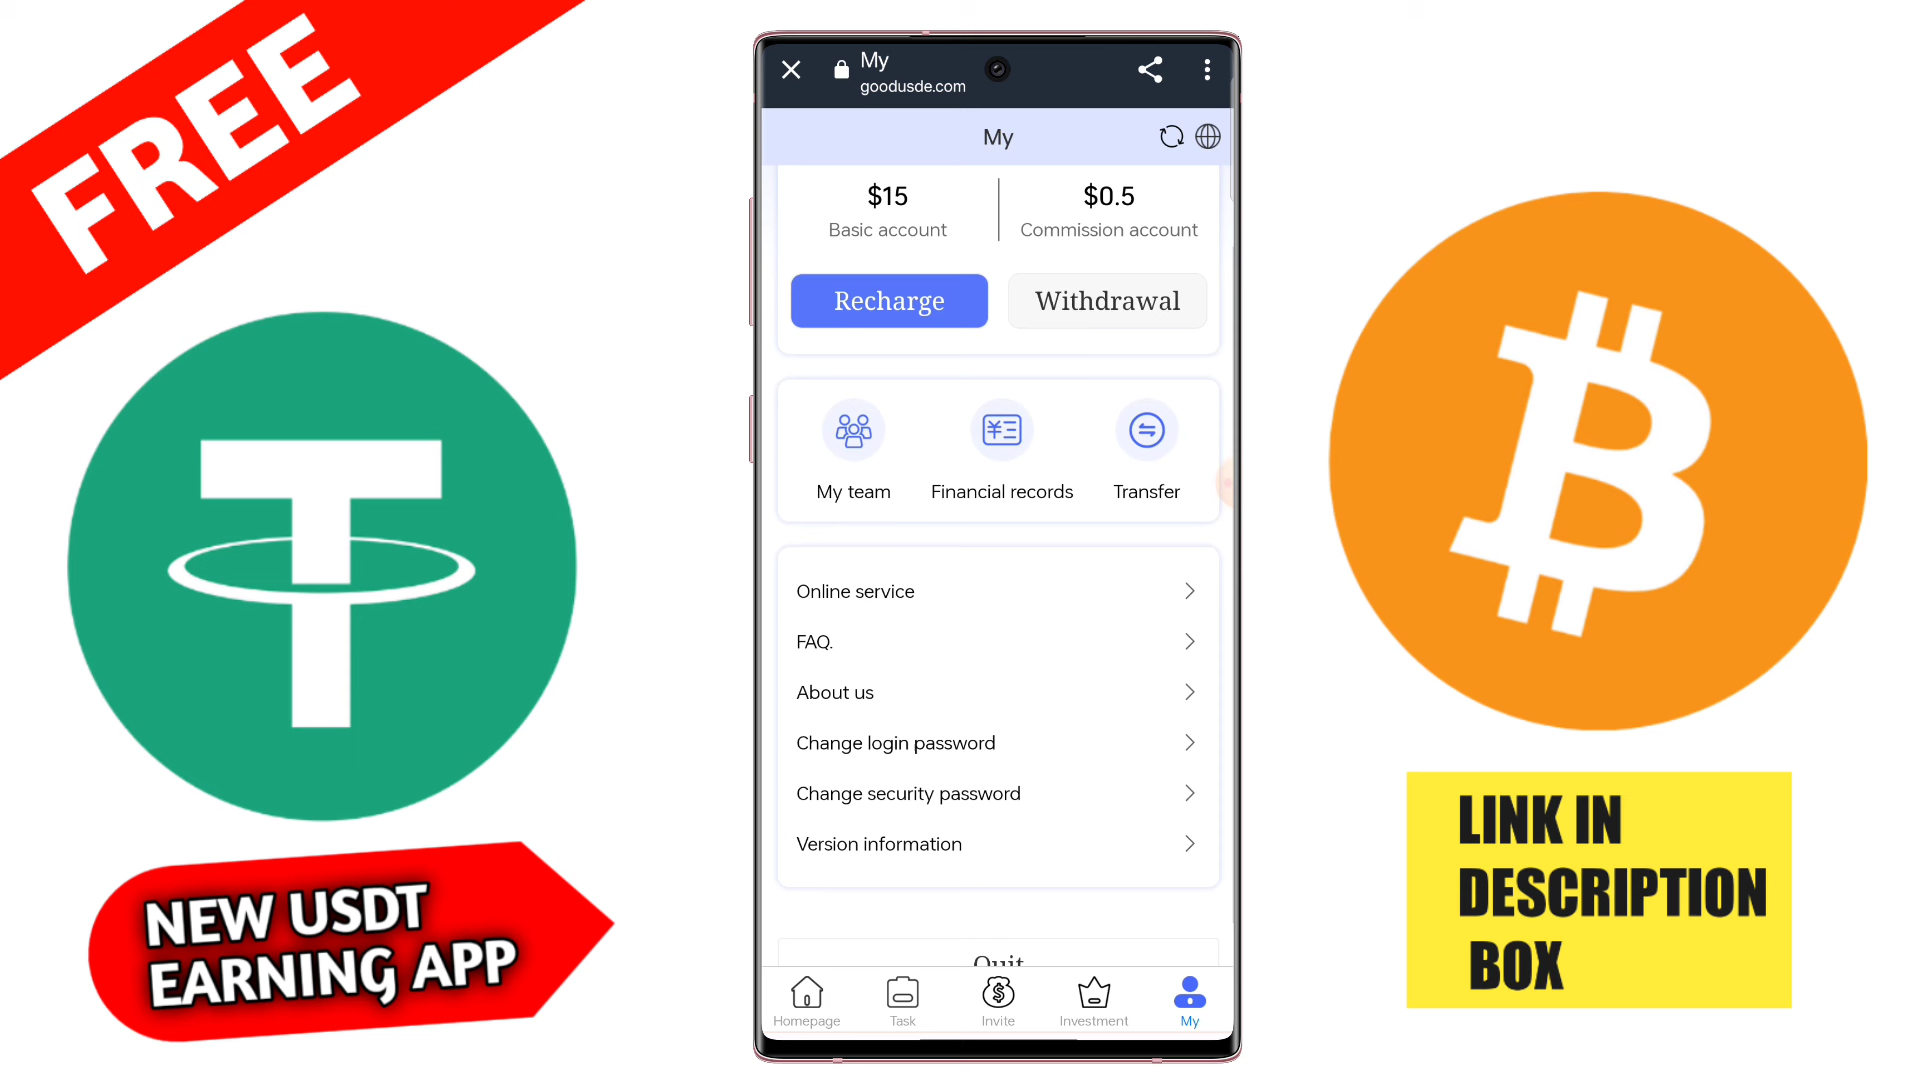 FREE
My
goodusde.com
My
$15
$0.5
Basic account
Commission account
Recharge
Withdrawal
My team
Financial records
Transfer
Online service
FAQ.
About us
Change login password
Change security password
Version information
Quit
Homepage
Task
Invite
Investment
My
NEW USDT
EARNING APP
LINK IN
DESCRIPTION
BOX